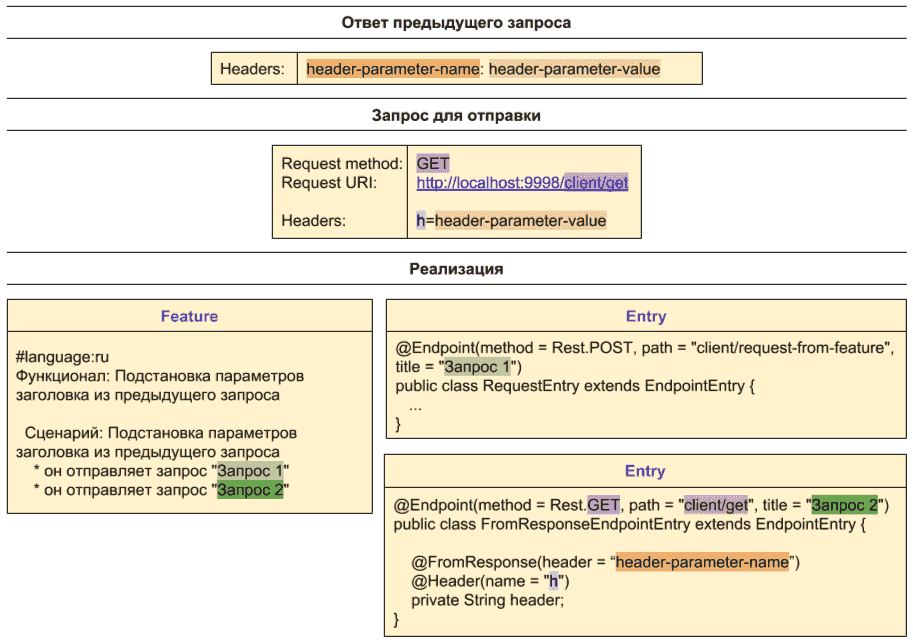 Ответ предыдущего запроса
Headers: header-parameter-name: header-parameter-value
Запрос для отправки
Request method: GET
Request URI: http://localhost:9998/client/get
Headers: h=header-parameter-value
Реализация
Feature
#language:ru
Функционал: Подстановка параметров
заголовка из предыдущего запроса
Сценарий: Подстановка параметров
заголовка из предыдущего запроса
* он отправляет запрос "Запрос 1"
* он отправляет запрос "Запрос 2"
Entry
@Endpoint(method = Rest.POST, path = "client/request-from-feature",
title = "Запрос 1")
public class RequestEntry extends EndpointEntry {
...
}
Entry
@Endpoint(method = Rest.GET, path = "client/get", title = "Запрос 2")
public class FromResponseEndpointEntry extends EndpointEntry {
@FromResponse(header = “header-parameter-name”)
@Header(name = "h")
private String header;
}